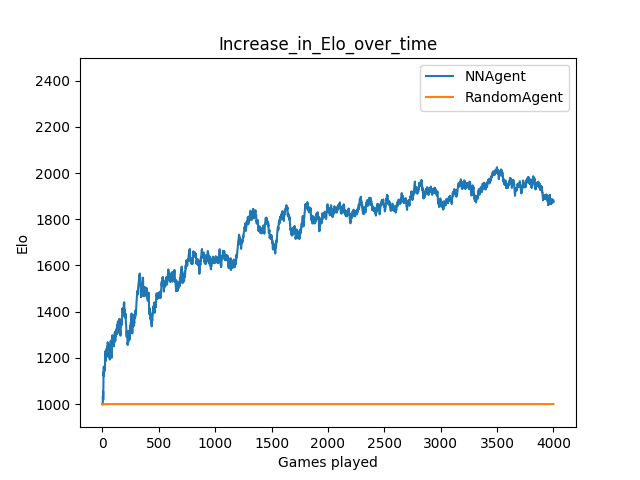 Increase_in_Elo_over_time
NNAgent
RandomAgent
2400
2200
2000
1800
1600
1400
1200
1000
Elo
0 500 1000 1500 2000 2500 3000 3500 4000
Games played